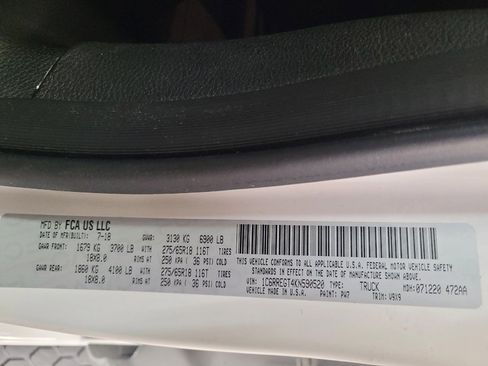 MFD BY FCA US LLC
DATE OF MFR(BUILT): 7-18 GVWR: 3130 KG 6900 LB
GAWR FRONT: 1679 KG 3700 LB WITH 275/65R18 116T TIRES
18X8.0 RIMS AT 250 KPA ( 36 PSI) COLD
GAWR REAR: 1860 KG 4100 LB WITH 275/65R18 116T TIRES
18X8.0 RIMS AT 250 KPA ( 36 PSI) COLD
THIS VEHICLE CONFORMS TO ALL APPLICABLE U.S.A. FEDERAL MOTOR VEHICLE SAFETY
STANDARDS IN EFFECT ON THE DATE OF MANUFACTURE SHOWN ABOVE.
VIN: 1C6RREGT4KN590520 TYPE: TRUCK MDH: 071220 472AA
VEHICLE MADE IN U.S.A. PAINT: PW7 TRIM: V9X9